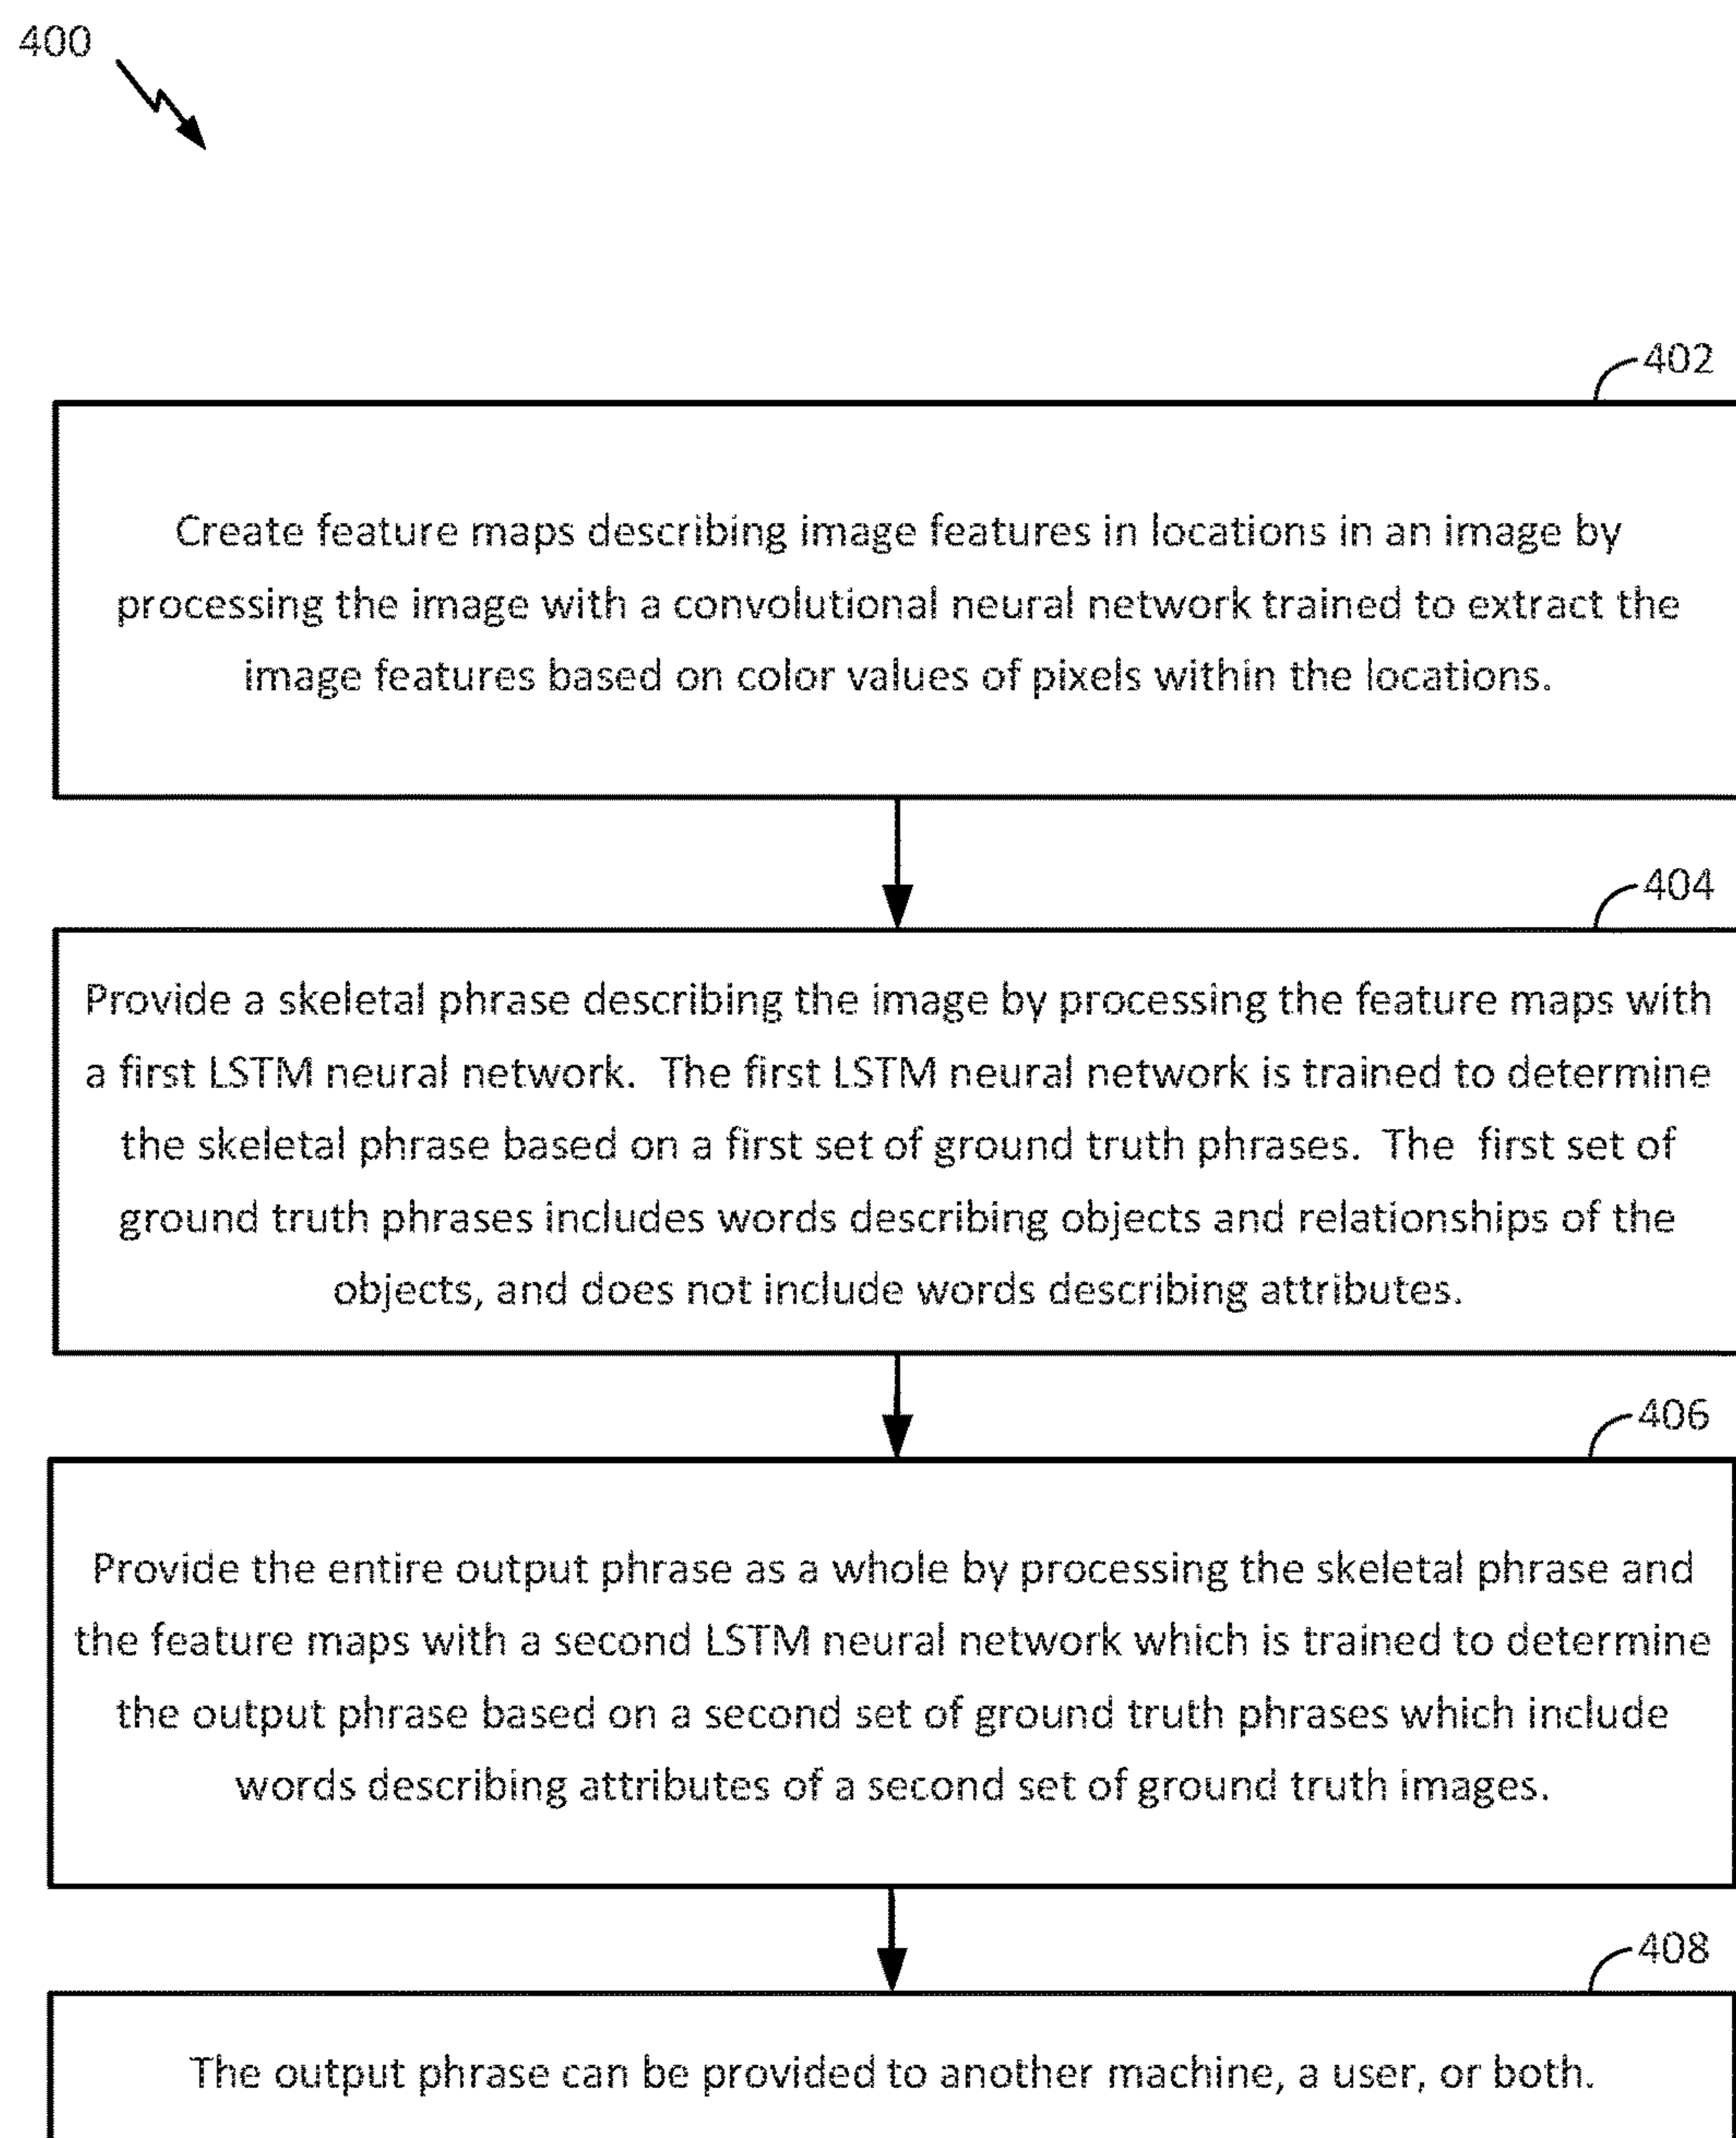 400
402
Create feature maps describing image features in locations in an image by
processing the image with a convolutional neural network trained to extract the
image features based on color values of pixels within the locations.
404
Provide a skeletal phrase describing the image by processing the feature maps with
a first LSTM neural network.  The first LSTM neural network is trained to determine
the skeletal phrase based on a first set of ground truth phrases.  The  first set of
ground truth phrases includes words describing objects and relationships of the
objects, and does not include words describing attributes.
406
Provide the entire output phrase as a whole by processing the skeletal phrase and
the feature maps with a second LSTM neural network which is trained to determine
the output phrase based on a second set of ground truth phrases which include
words describing attributes of a second set of ground truth images.
408
The output phrase can be provided to another machine, a user, or both.